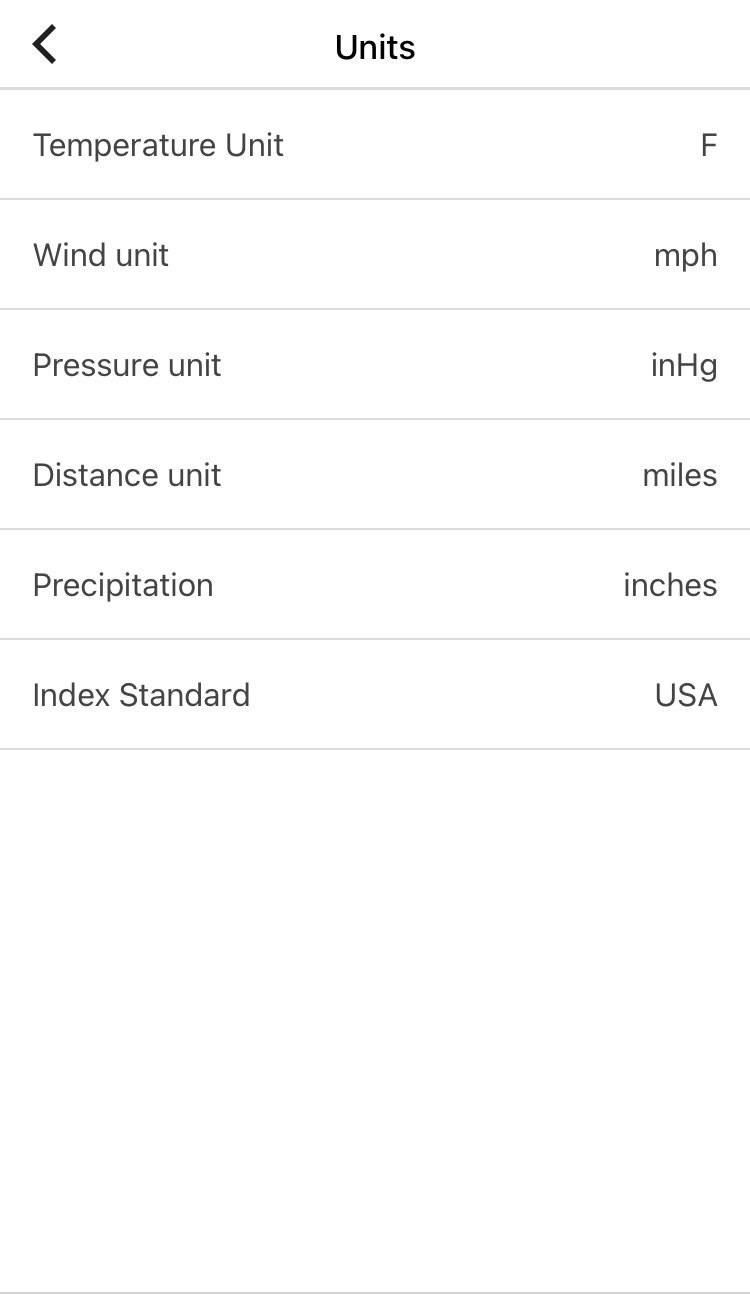 Units
Temperature Unit F
Wind unit mph
Pressure unit inHg
Distance unit miles
Precipitation inches
Index Standard USA